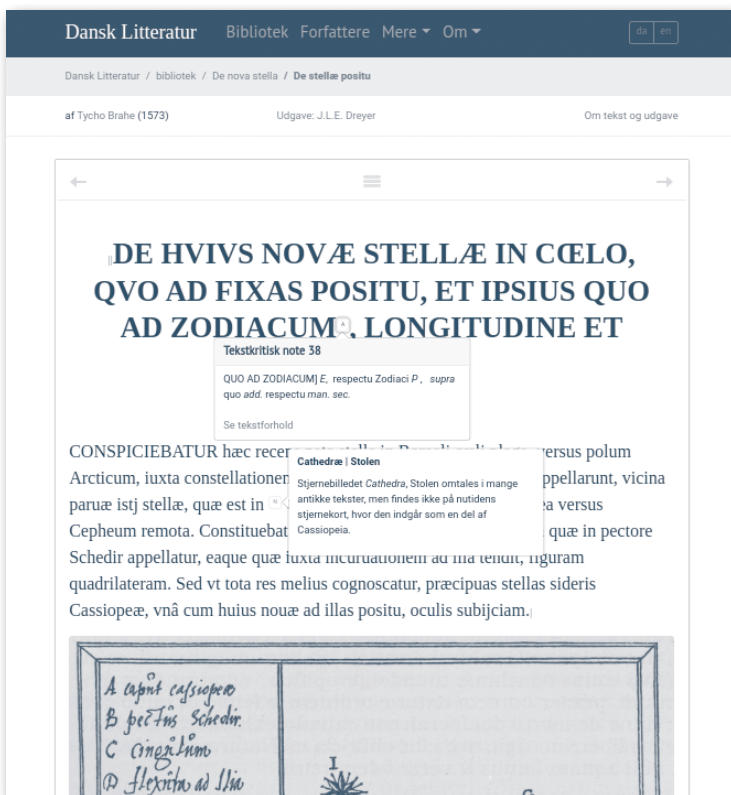 Dansk Litteratur Bibliotek Forfattere Mere Om da en
Dansk Litteratur / bibliotek / De nova stella / De stellæ positu
af Tycho Brahe (1573) Udgave: J.L.E. Dreyer Om tekst og udgave
DE HVIVS NOVÆ STELLÆ IN CŒLO,
QVO AD FIXAS POSITU, ET IPSIUS QUO
AD ZODIACUM A , LONGITUDINE ET
Tekstkritisk note 38
QUO AD ZODIACUM] E, respectu Zodiaci P , supra
quo add. respectu man. sec.
Se tekstforhold
CONSPICIEBATUR hæc versus polum
Arcticum, iuxta ppellarunt, vicina
paruæ istj stellæ, quæ est in N ea versus
Cepheum remota. quæ in pectore
Cathedræ | Stolen
Stjernebilledet Cathedra, Stolen omtales i mange
antikke tekster, men findes ikke på nutidens
stjernekort, hvor den indgår som en del af
Cassiopeia.
Schedir appellatur, eaque quæ iuxta incuruationem ad Ilia tendit, figuram
quadrilateram. Sed vt tota res melius cognoscatur, præcipuas stellas sideris
Cassiopeæ, vnâ cum huius nouæ ad illas positu, oculis subijciam.
A caput cassiopeæ
B pectus Schedir.
C Cingulum
D flexura ad Ilia
I